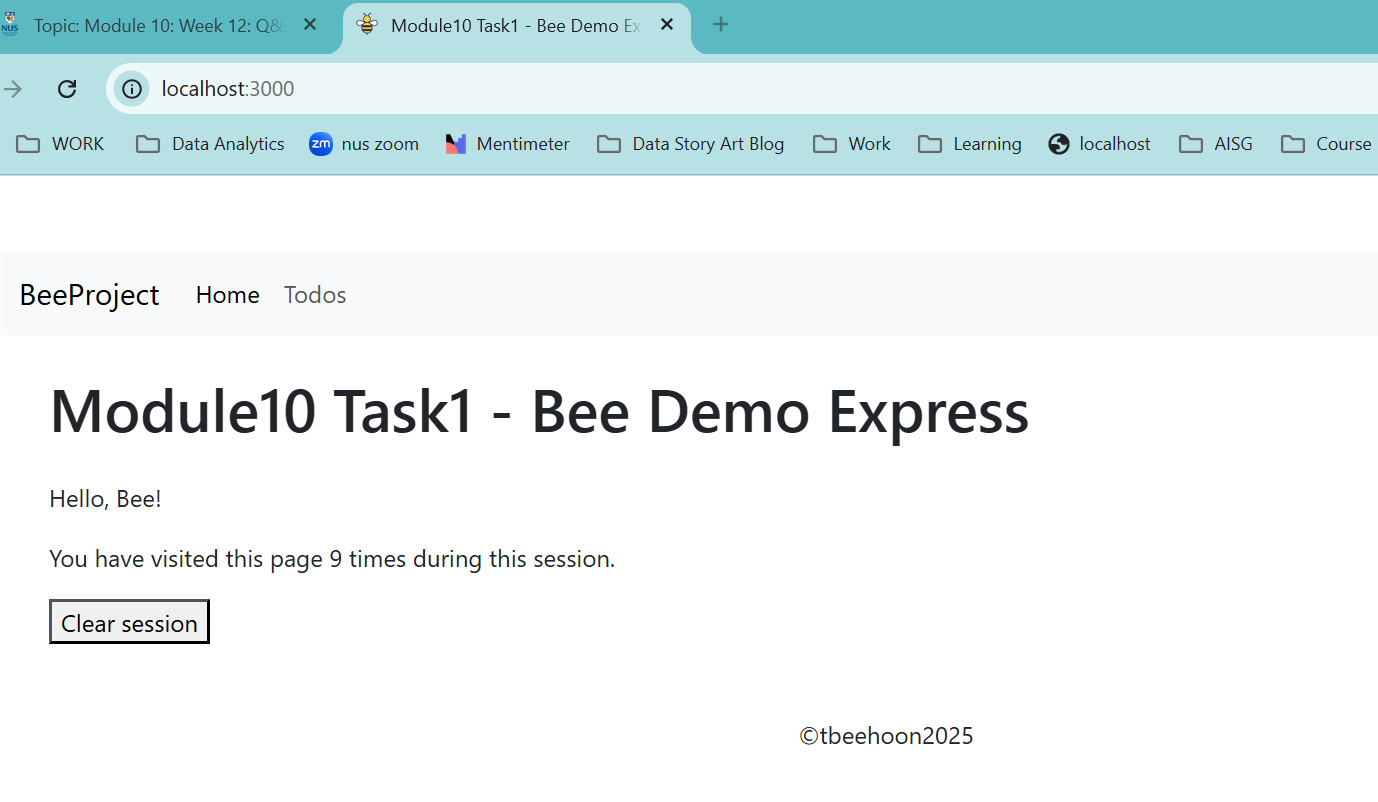 NUS
Topic: Module 10: Week 12: Q&
Module10 Task1 - Bee Demo Ex
localhost:3000
WORK Data Analytics zm nus zoom Mentimeter Data Story Art Blog Work Learning localhost AISG Course
BeeProject Home Todos
Module10 Task1 - Bee Demo Express
Hello, Bee!
You have visited this page 9 times during this session.
Clear session
©tbeehoon2025